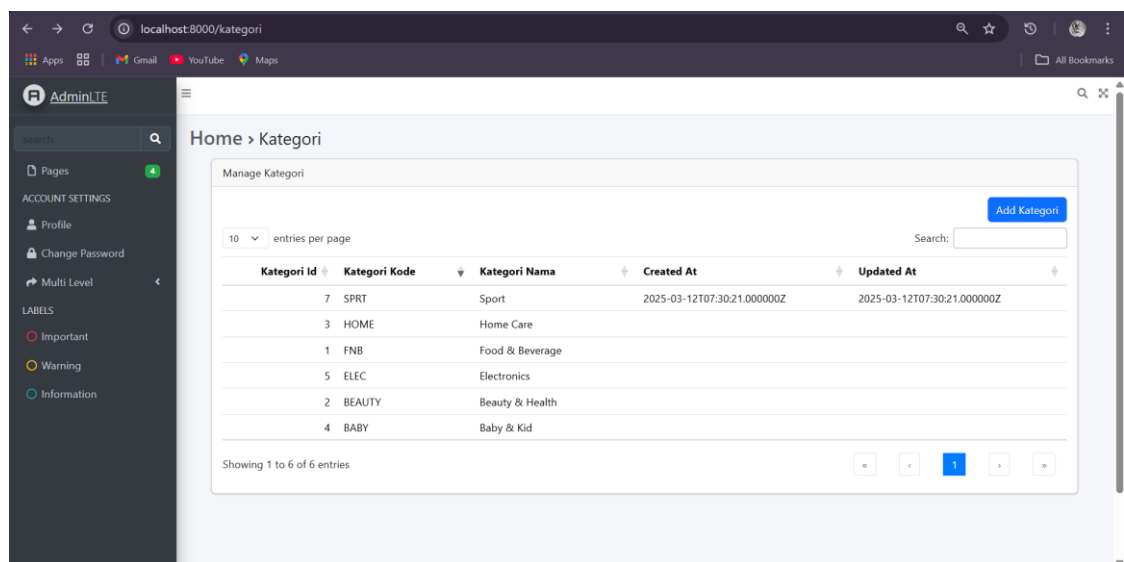 localhost:8000/kategori
Apps Gmail YouTube Maps All Bookmarks
AdminLTE
search
Pages 4
ACCOUNT SETTINGS
Profile
Change Password
Multi Level
LABELS
Important
Warning
Information
Home › Kategori
Manage Kategori
Add Kategori
10 entries per page Search:
Kategori Id Kategori Kode Kategori Nama Created At Updated At
7 SPRT Sport 2025-03-12T07:30:21.000000Z 2025-03-12T07:30:21.000000Z
3 HOME Home Care
1 FNB Food & Beverage
5 ELEC Electronics
2 BEAUTY Beauty & Health
4 BABY Baby & Kid
Showing 1 to 6 of 6 entries « ‹ 1 › »